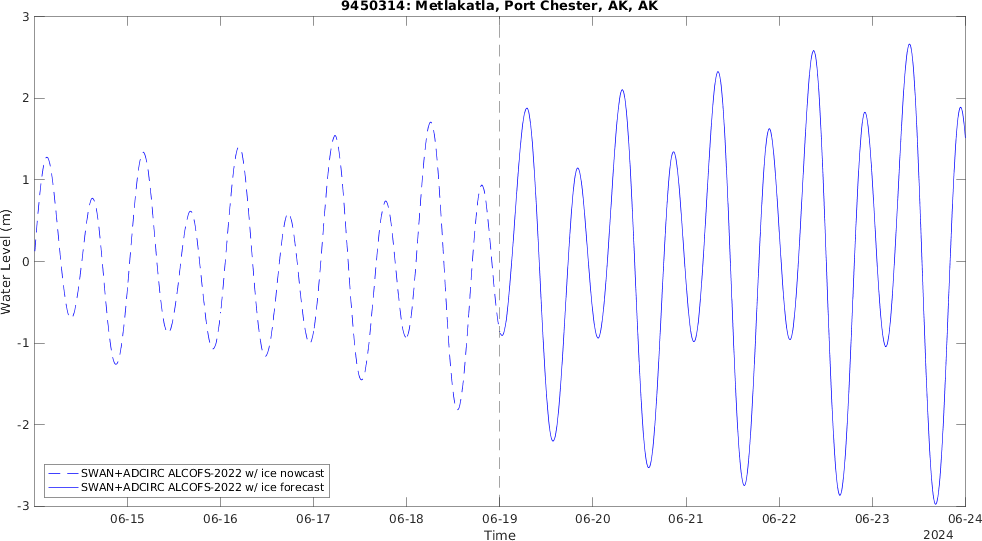 9450314: Metlakatla, Port Chester, AK, AK
3
2
1
0
-1
-2
-3
Water Level (m)
SWAN+ADCIRC ALCOFS-2022 w/ ice nowcast
SWAN+ADCIRC ALCOFS-2022 w/ ice forecast
06-15 06-16 06-17 06-18 06-19 06-20 06-21 06-22 06-23 06-24
Time
2024